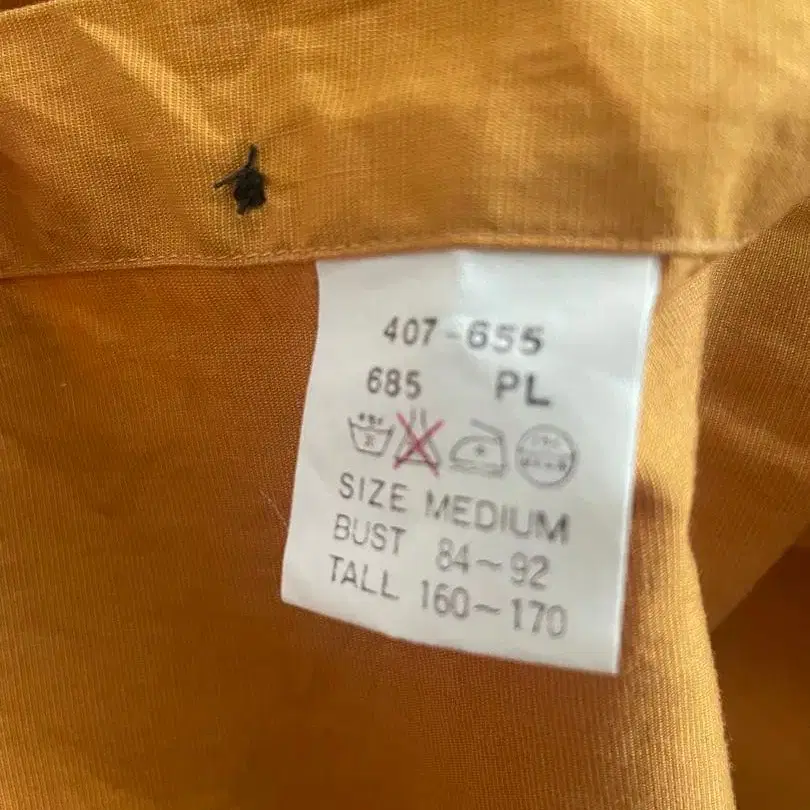 407-655
685 PL
SIZE MEDIUM
BUST 84~92
TALL 160~170